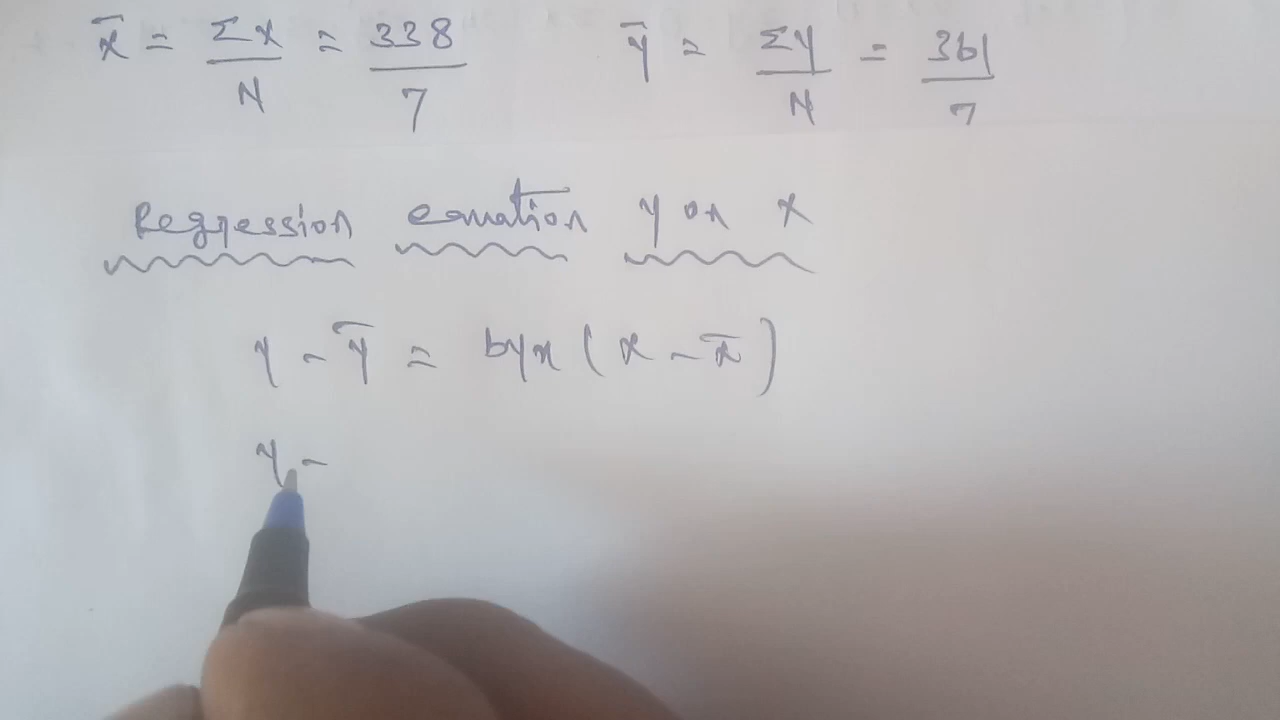 x̄ = Σx/N = 338/7    ȳ = Σy/N = 361/7
Regression equation y on x
y - ȳ = byx (x - x̄)
y -